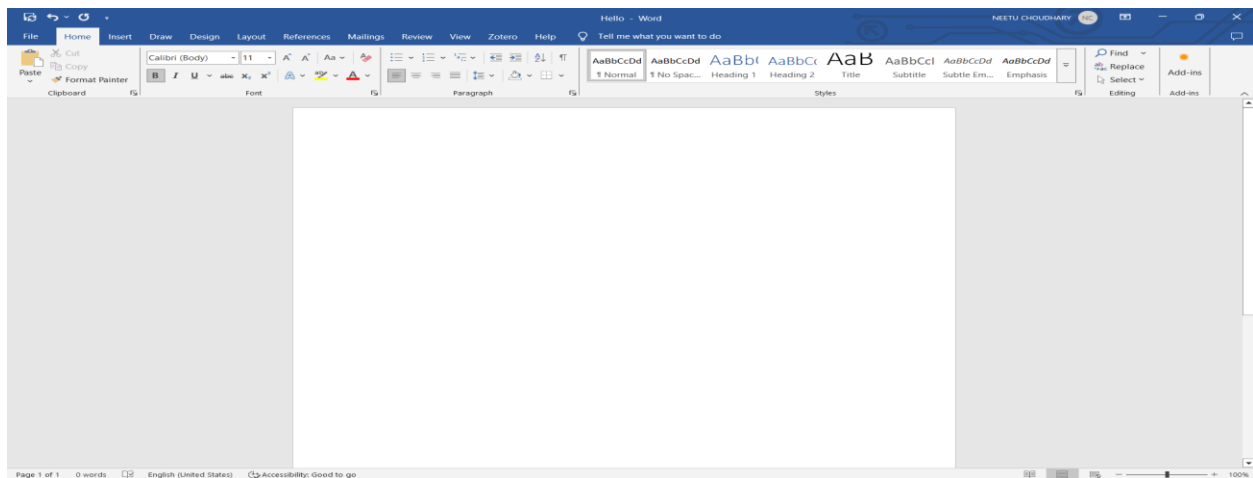 Hello - Word
NEETU CHOUDHARY NC
File Home Insert Draw Design Layout References Mailings Review View Zotero Help Tell me what you want to do
Paste
Cut
Copy
Format Painter
Clipboard
Calibri (Body) 11 A A Aa
B I U abc X₂ X² A A
Font
Paragraph
AaBbCcDd AaBbCcDd AaBb( AaBbC( AaB AaBbCcl AaBbCcDd AaBbCcDd
¶ Normal ¶ No Spac... Heading 1 Heading 2 Title Subtitle Subtle Em... Emphasis
Styles
Find
Replace
Select
Editing
Add-ins
Add-ins
Page 1 of 1 0 words English (United States) Accessibility: Good to go 100%